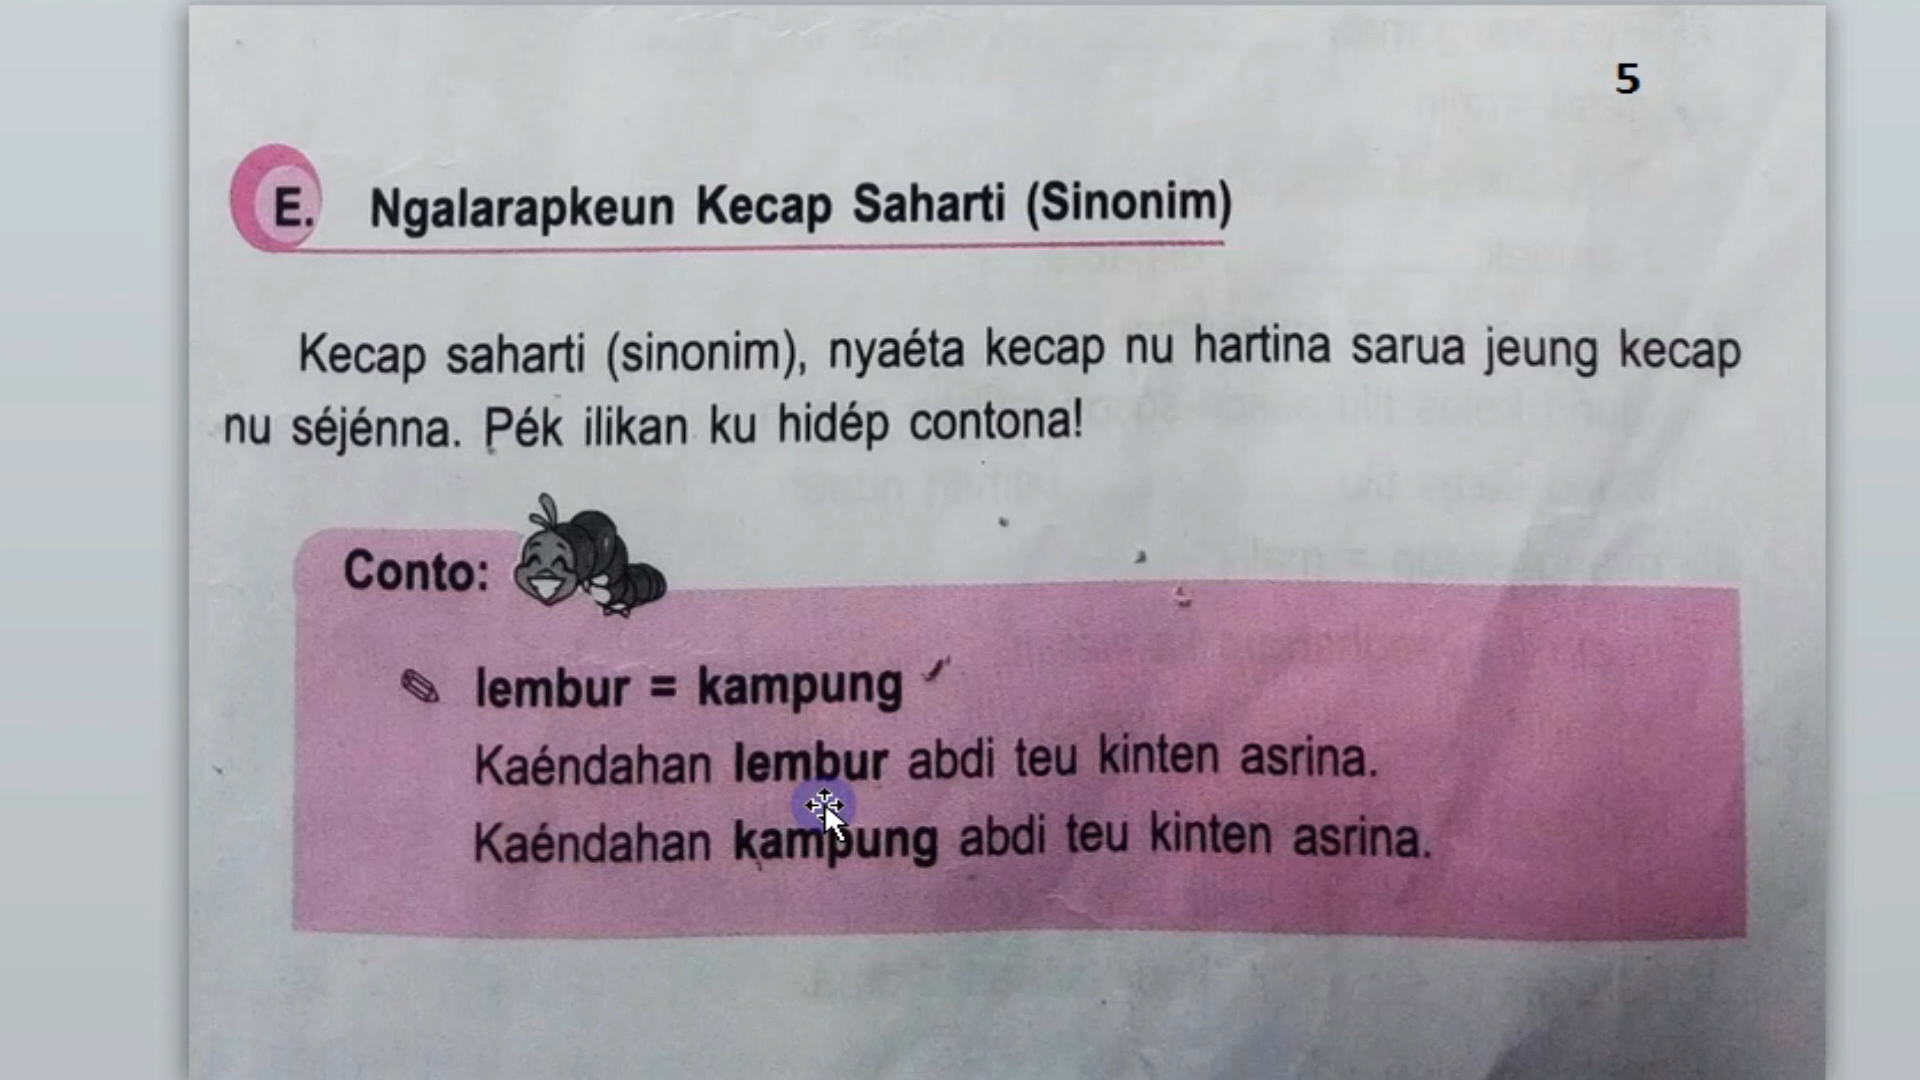 5
E. Ngalarapkeun Kecap Saharti (Sinonim)
Kecap saharti (sinonim), nyaéta kecap nu hartina sarua jeung kecap
nu séjénna. Pék ilikan ku hidép contona!
Conto:
lembur = kampung
Kaéndahan lembur abdi teu kinten asrina.
Kaéndahan kampung abdi teu kinten asrina.